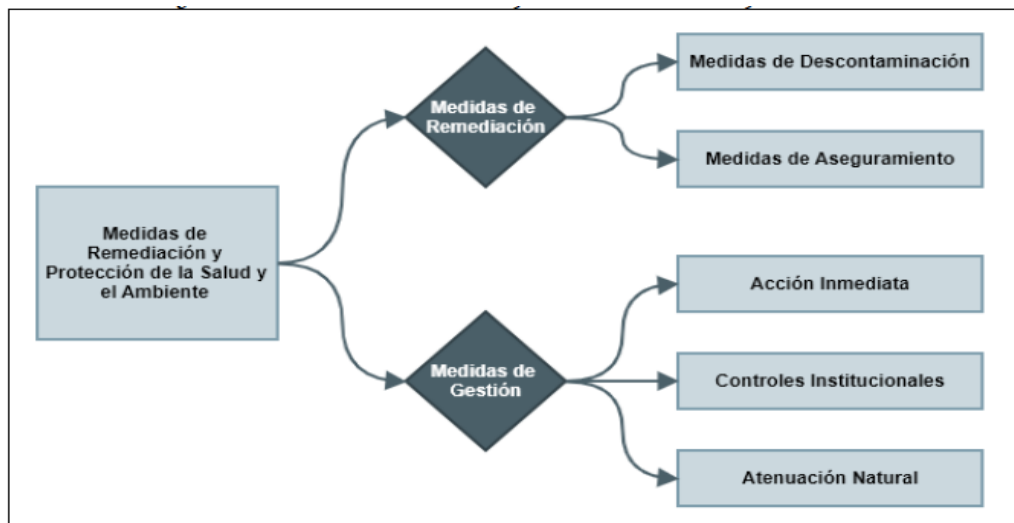 Medidas de
Remediación y
Protección de la Salud y
el Ambiente
Medidas de
Remediación
Medidas de Descontaminación
Medidas de Aseguramiento
Medidas de
Gestión
Acción Inmediata
Controles Institucionales
Atenuación Natural